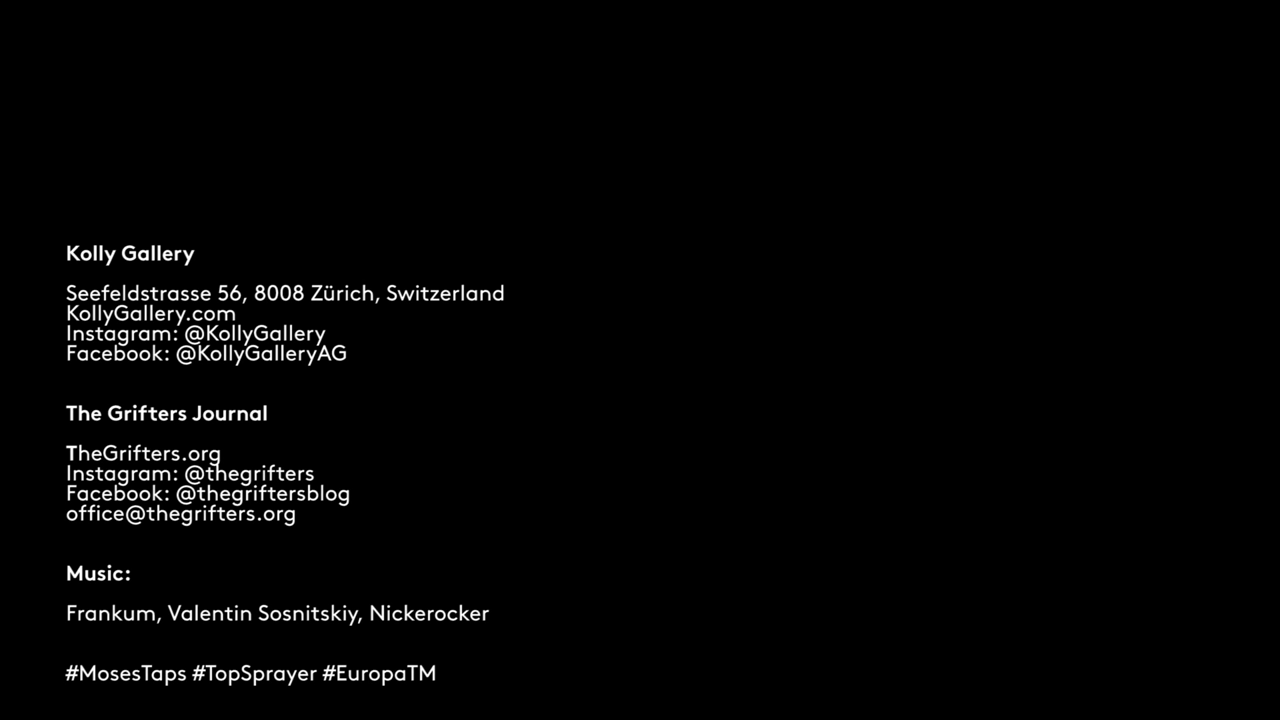 Kolly Gallery
Seefeldstrasse 56, 8008 Zürich, Switzerland
KollyGallery.com
Instagram: @KollyGallery
Facebook: @KollyGalleryAG
The Grifters Journal
TheGrifters.org
Instagram: @thegrifters
Facebook: @thegriftersblog
office@thegrifters.org
Music:
Frankum, Valentin Sosnitskiy, Nickerocker
#MosesTaps #TopSprayer #EuropaTM